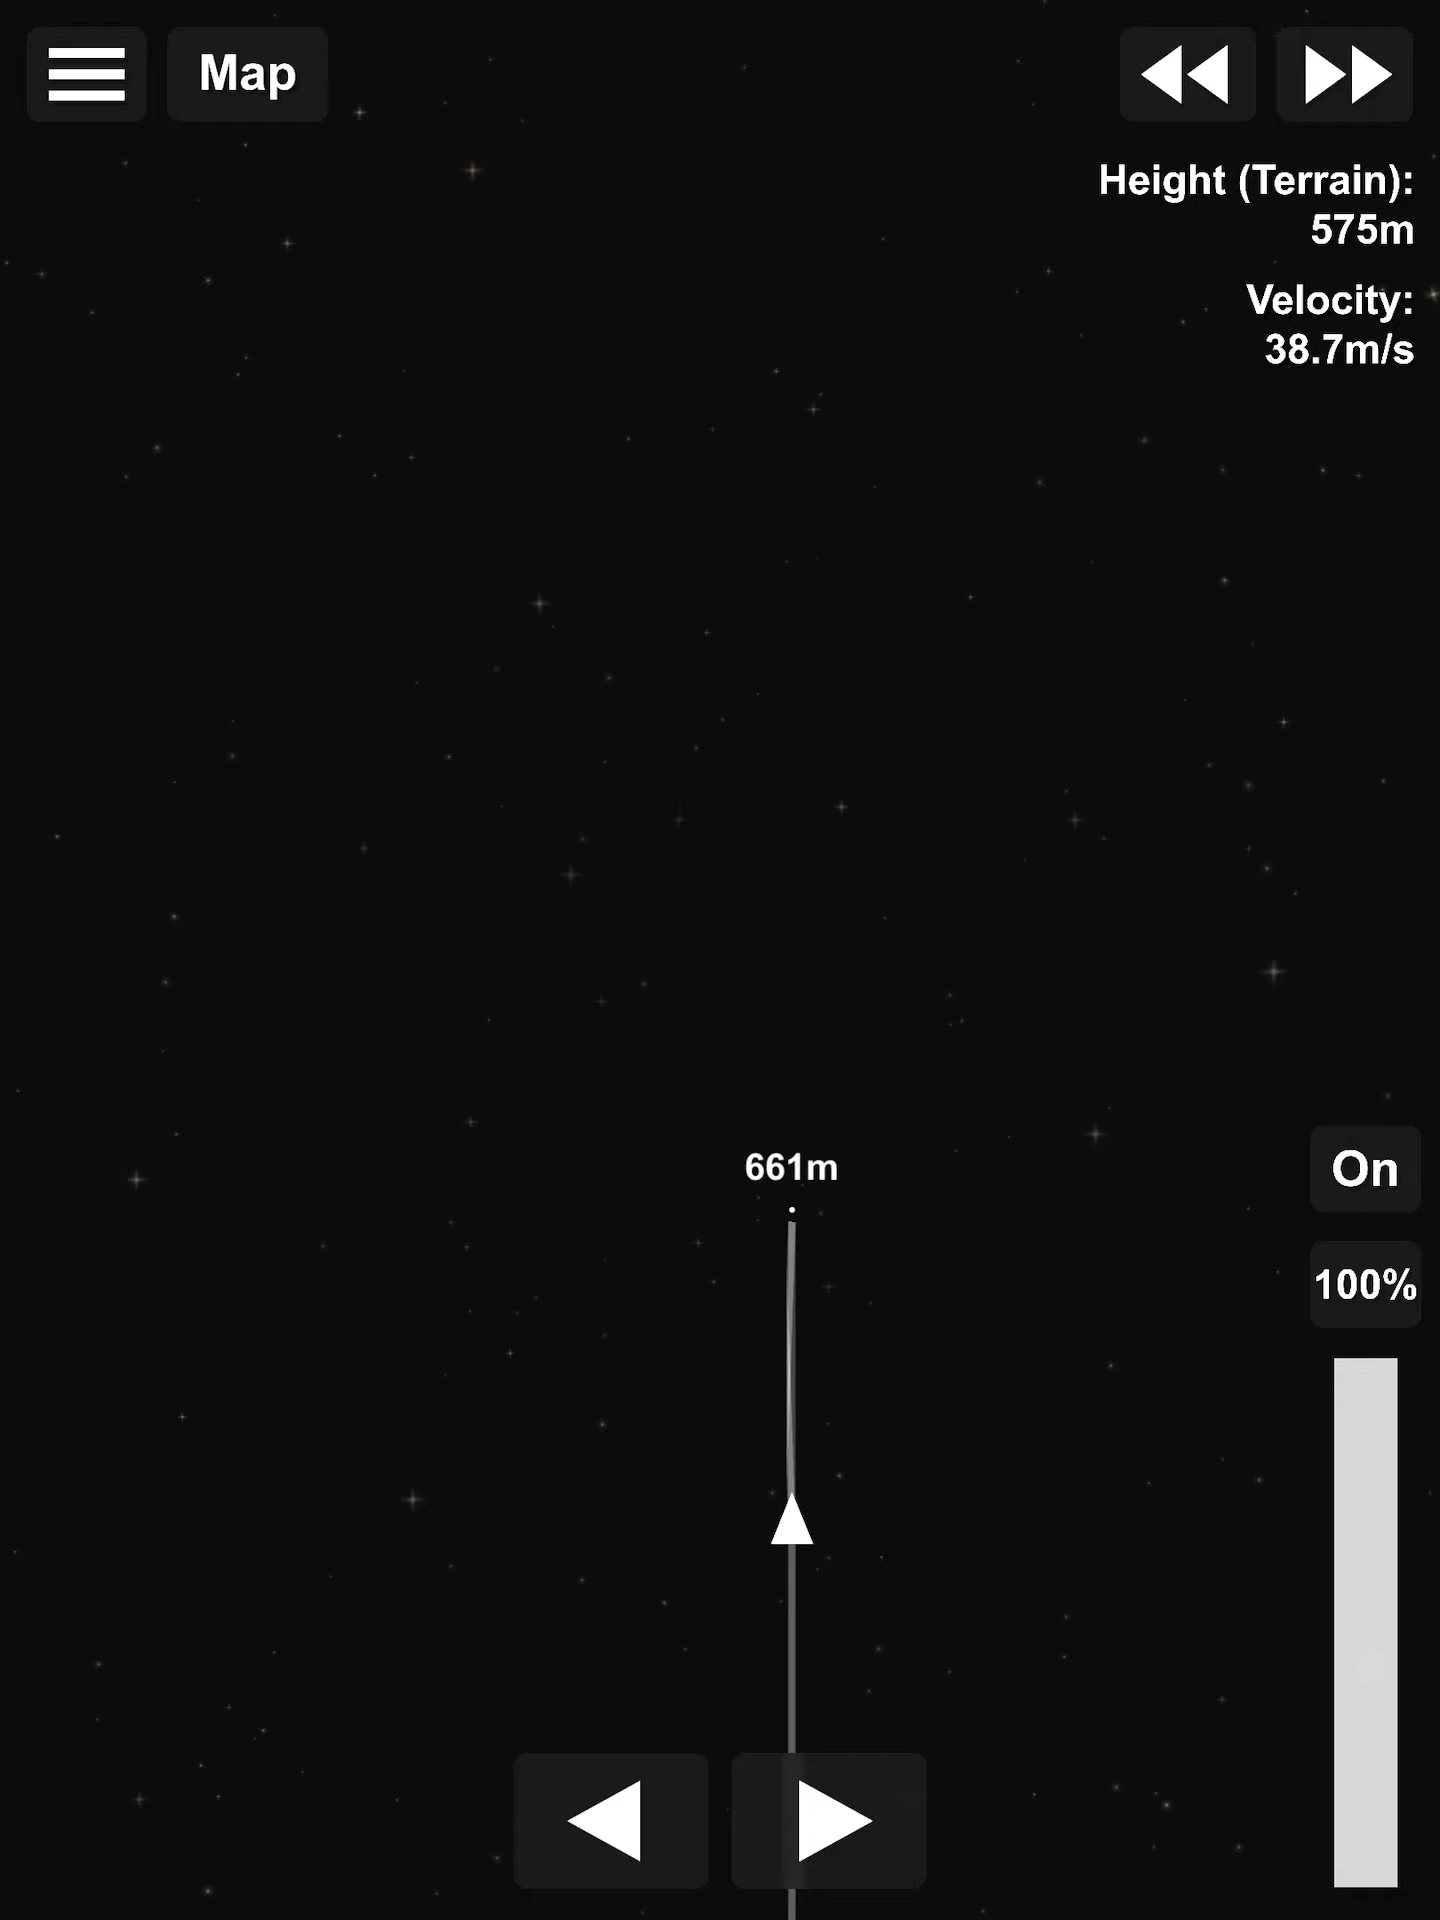 Map
Height (Terrain):
575m
Velocity:
38.7m/s
661m
On
100%